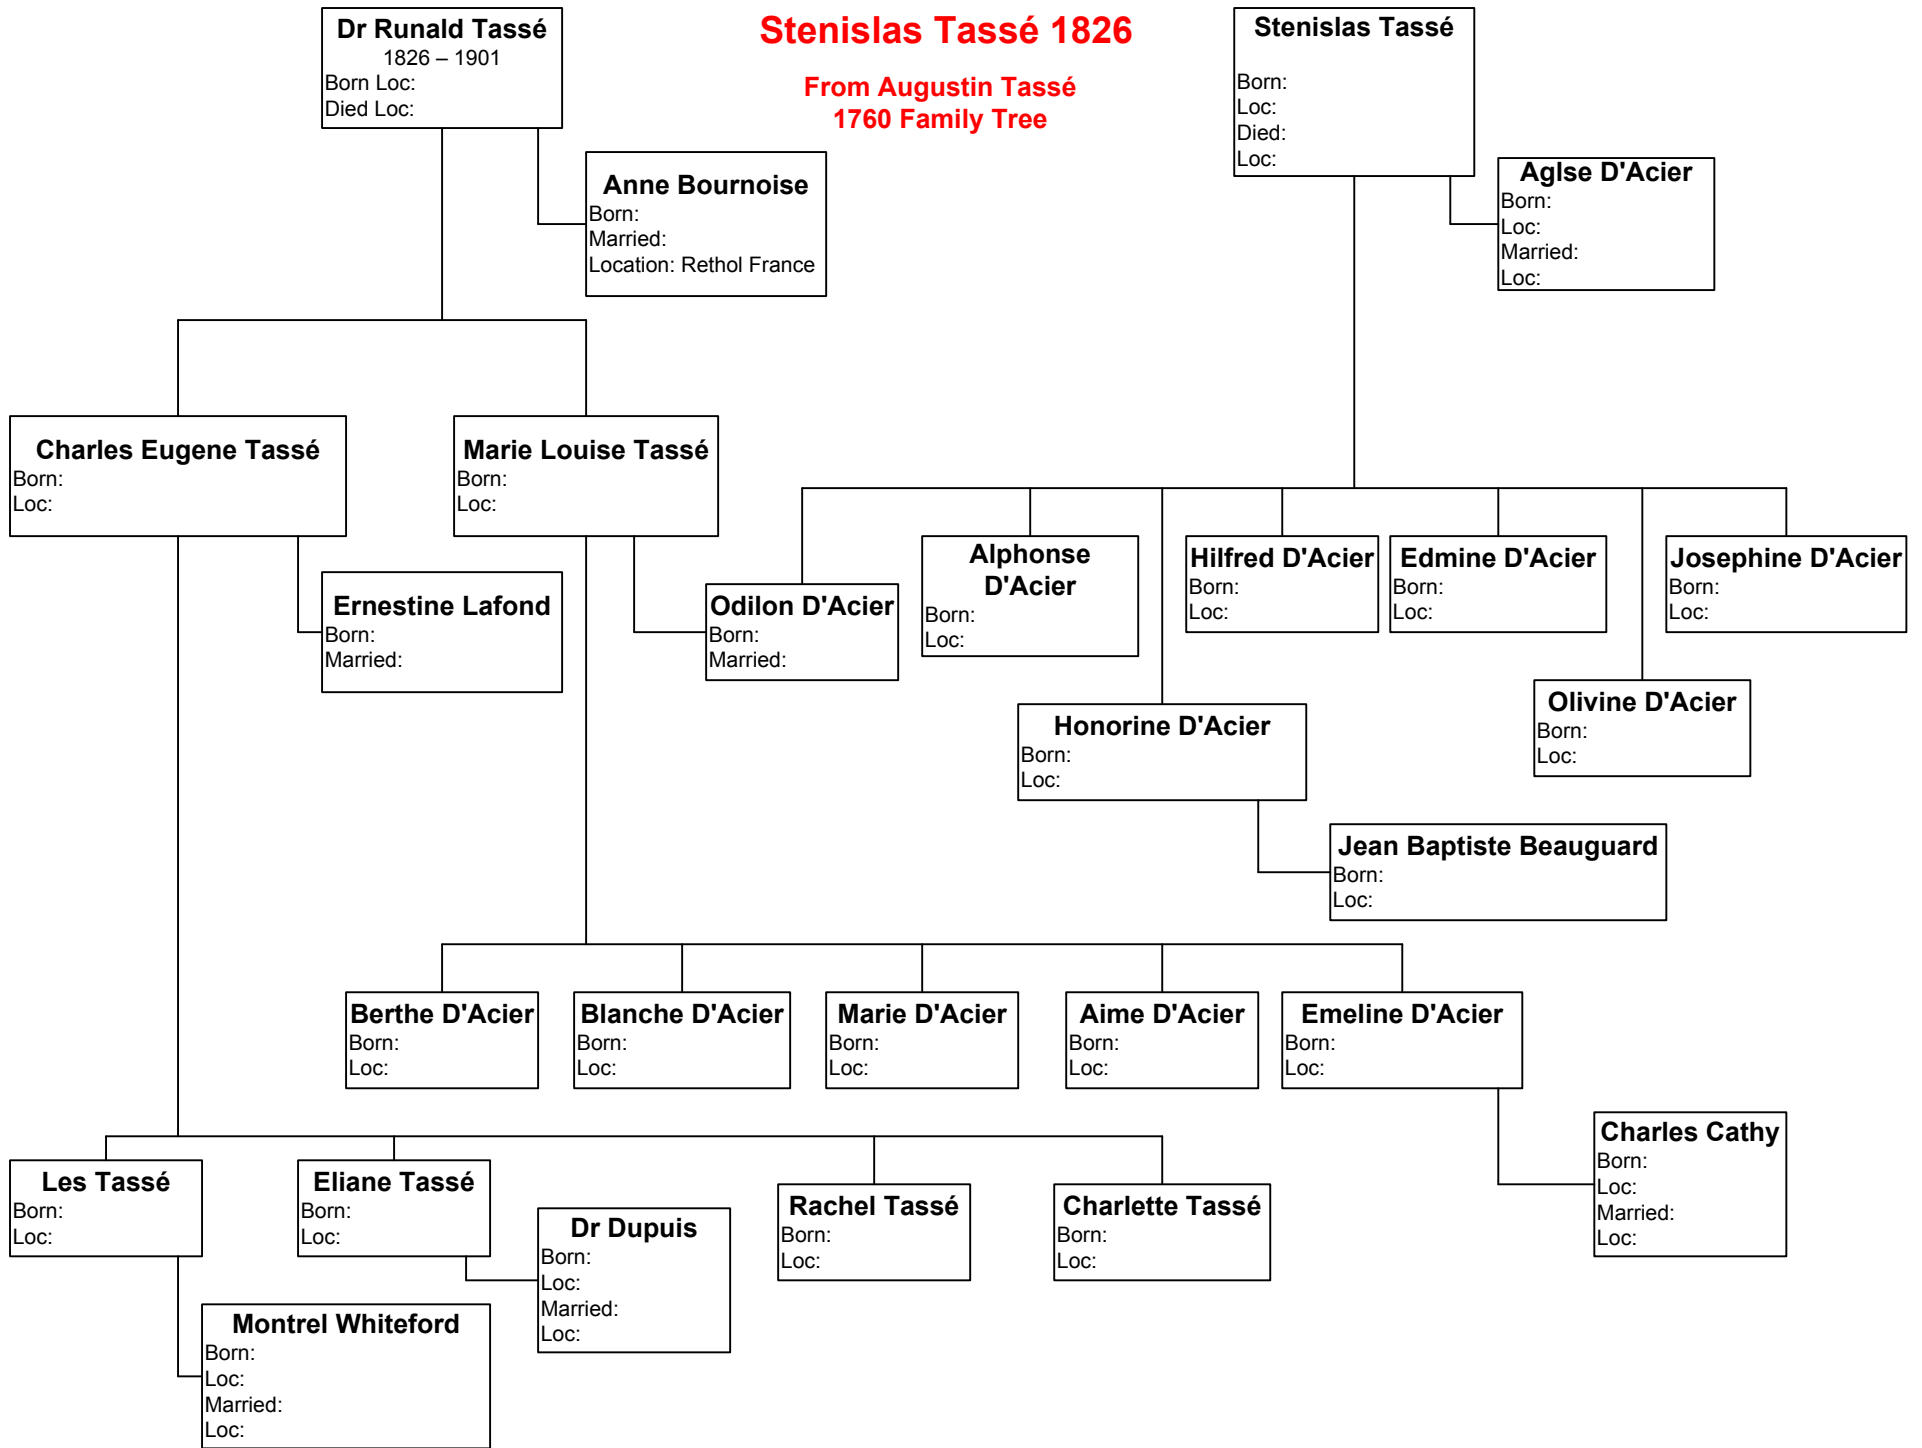 Stenislas Tassé 1826
From Augustin Tassé
1760 Family Tree
Dr Runald Tassé
1826 – 1901
Born Loc:
Died Loc:
Anne Bournoise
Born:
Married:
Location: Rethol France
Stenislas Tassé
Born:
Loc:
Died:
Loc:
Aglse D'Acier
Born:
Loc:
Married:
Loc:
Charles Eugene Tassé
Born:
Loc:
Marie Louise Tassé
Born:
Loc:
Ernestine Lafond
Born:
Married:
Odilon D'Acier
Born:
Married:
Alphonse
D'Acier
Born:
Loc:
Hilfred D'Acier
Born:
Loc:
Edmine D'Acier
Born:
Loc:
Josephine D'Acier
Born:
Loc:
Honorine D'Acier
Born:
Loc:
Olivine D'Acier
Born:
Loc:
Jean Baptiste Beauguard
Born:
Loc:
Berthe D'Acier
Born:
Loc:
Blanche D'Acier
Born:
Loc:
Marie D'Acier
Born:
Loc:
Aime D'Acier
Born:
Loc:
Emeline D'Acier
Born:
Loc:
Charles Cathy
Born:
Loc:
Married:
Loc:
Les Tassé
Born:
Loc:
Eliane Tassé
Born:
Loc:
Dr Dupuis
Born:
Loc:
Married:
Loc:
Rachel Tassé
Born:
Loc:
Charlette Tassé
Born:
Loc:
Montrel Whiteford
Born:
Loc:
Married:
Loc: